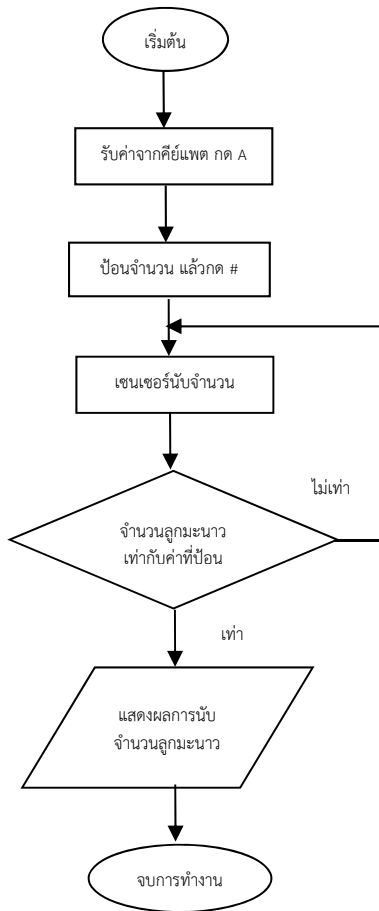 เริ่มต้น
รับค่าจากคีย์แพต กด A
ป้อนจำนวน แล้วกด #
เซนเซอร์นับจำนวน
ไม่เท่า
จำนวนลูกมะนาว
เท่ากับค่าที่ป้อน
เท่า
แสดงผลการนับ
จำนวนลูกมะนาว
จบการทำงาน